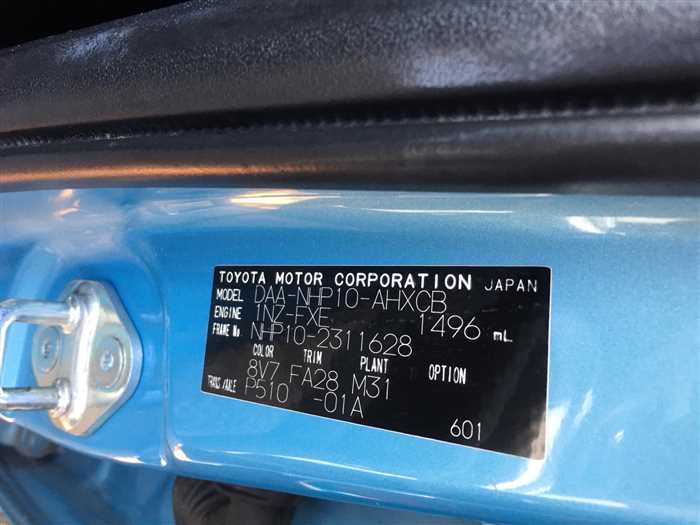 TOYOTA MOTOR CORPORATION JAPAN
MODEL DAA-NHP10-AHXCB
ENGINE 1NZ-FXE 1496 mL
FRAME No. NHP10-2311628
COLOR TRIM PLANT OPTION
8V7 FA28 M31
TRANS/AXLE P510 -01A
601